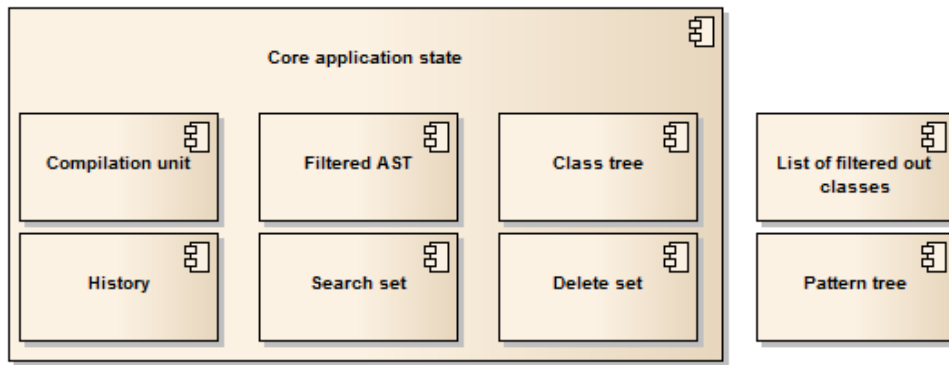 Core application state
Compilation unit
Filtered AST
Class tree
List of filtered out
classes
History
Search set
Delete set
Pattern tree